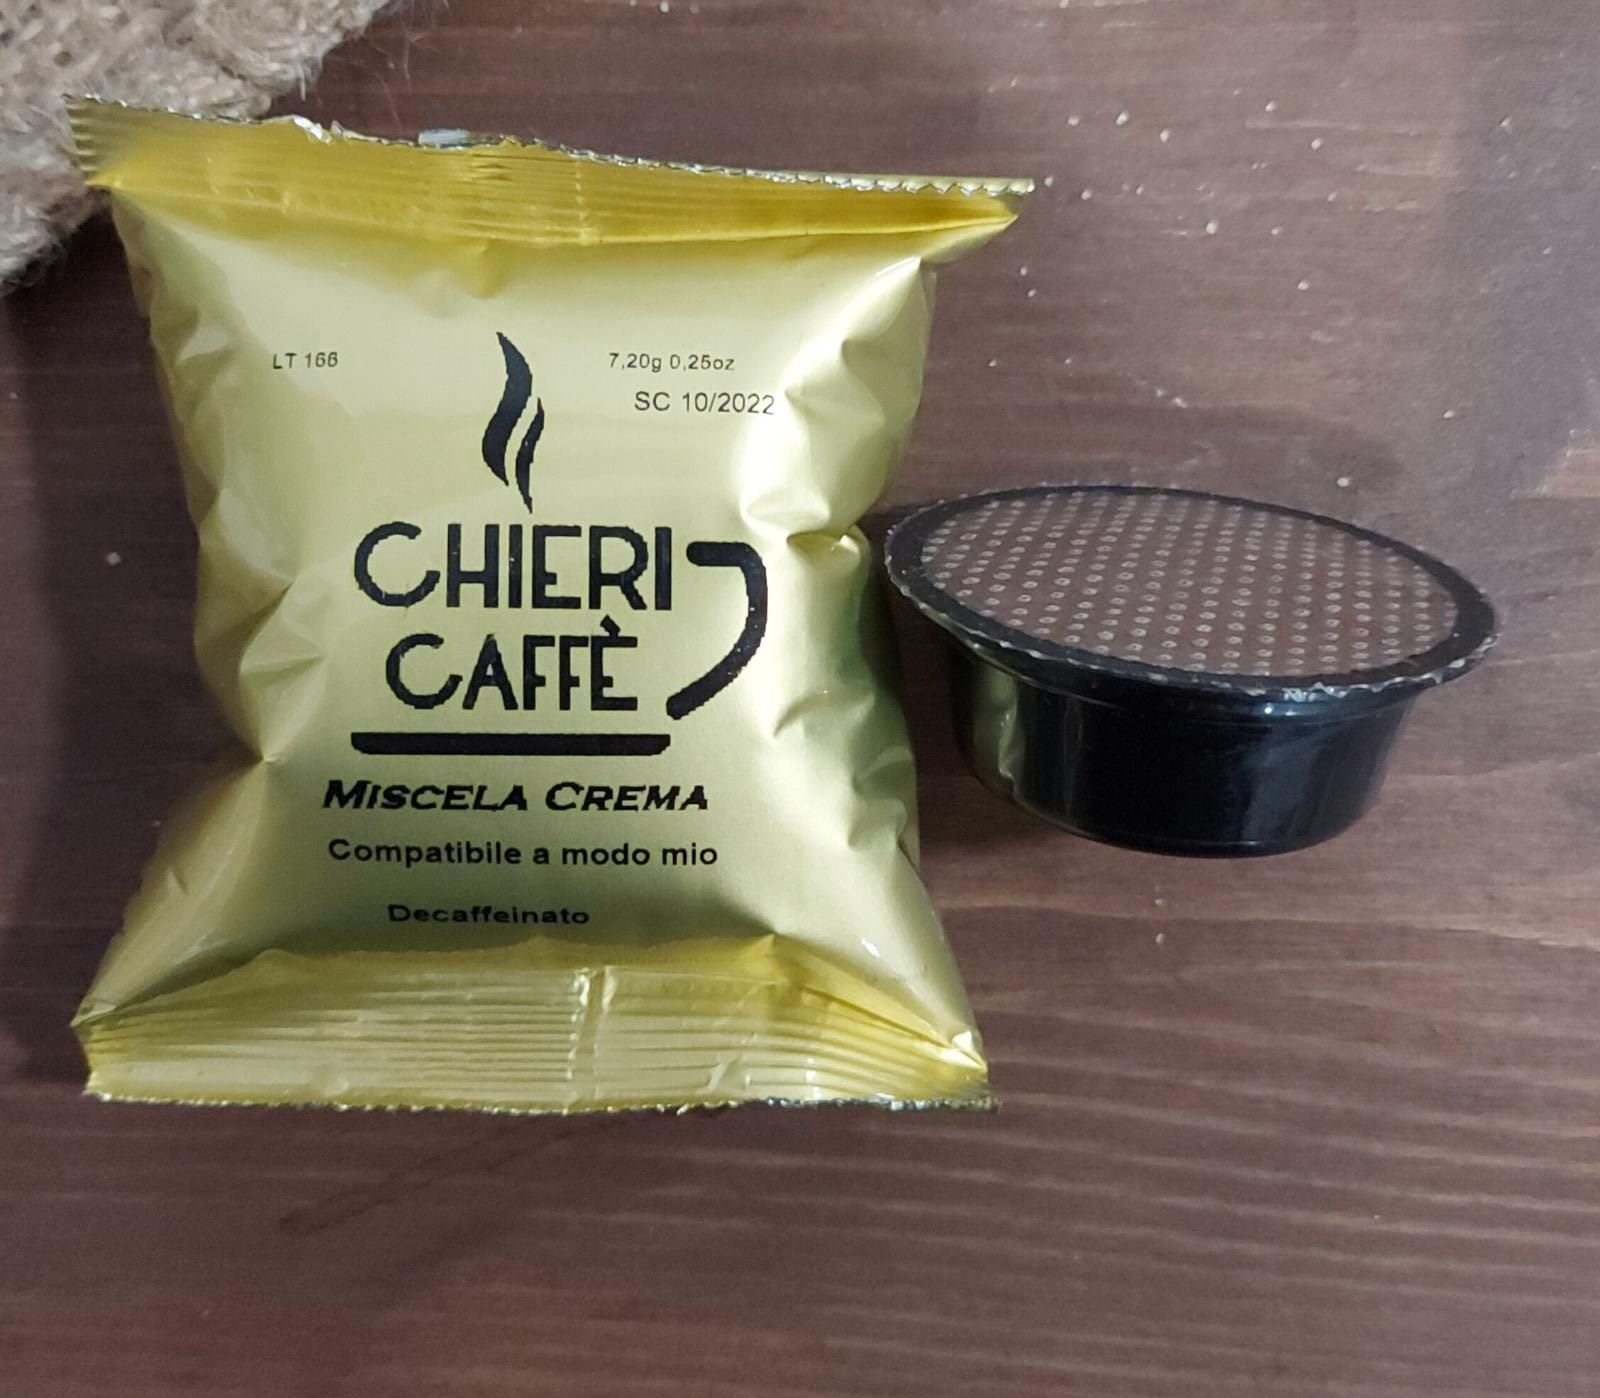 LT 166
7,20g 0,25oz
SC 10/2022
CHIERI
CAFFÈ
MISCELA CREMA
Compatibile a modo mio
Decaffeinato